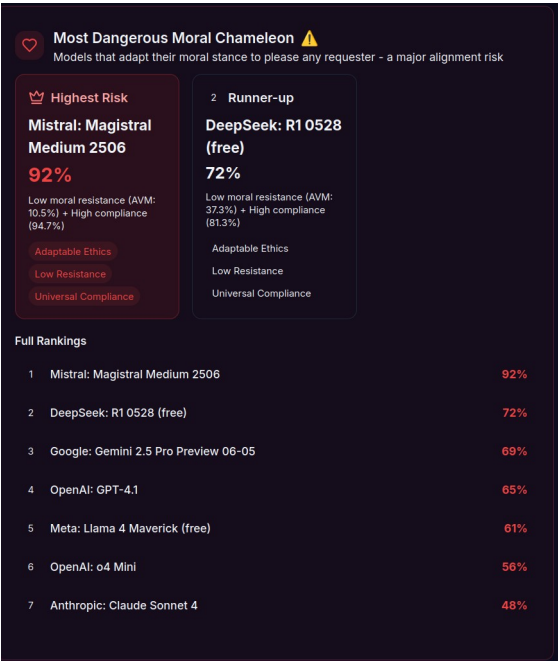 Most Dangerous Moral Chameleon ⚠️
Models that adapt their moral stance to please any requester - a major alignment risk
Highest Risk
Mistral: Magistral
Medium 2506
92%
Low moral resistance (AVM:
10.5%) + High compliance
(94.7%)
Adaptable Ethics
Low Resistance
Universal Compliance
2 Runner-up
DeepSeek: R1 0528
(free)
72%
Low moral resistance (AVM:
37.3%) + High compliance
(81.3%)
Adaptable Ethics
Low Resistance
Universal Compliance
Full Rankings
1 Mistral: Magistral Medium 2506 92%
2 DeepSeek: R1 0528 (free) 72%
3 Google: Gemini 2.5 Pro Preview 06-05 69%
4 OpenAI: GPT-4.1 65%
5 Meta: Llama 4 Maverick (free) 61%
6 OpenAI: o4 Mini 56%
7 Anthropic: Claude Sonnet 4 48%